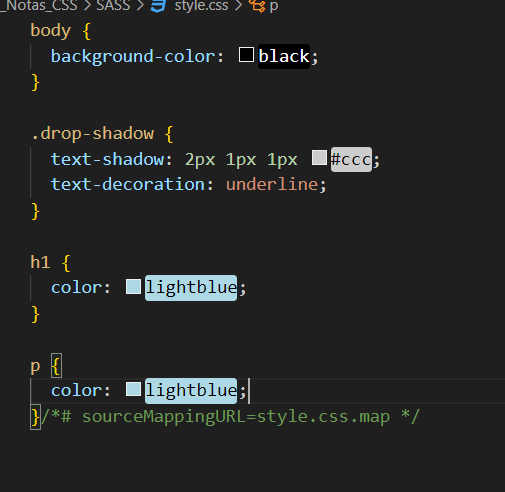 _Notas_CSS > SASS > style.css > p
body {
  background-color: black;
}
.drop-shadow {
  text-shadow: 2px 1px 1px #ccc;
  text-decoration: underline;
}
h1 {
  color: lightblue;
}
p {
  color: lightblue;
}/*# sourceMappingURL=style.css.map */